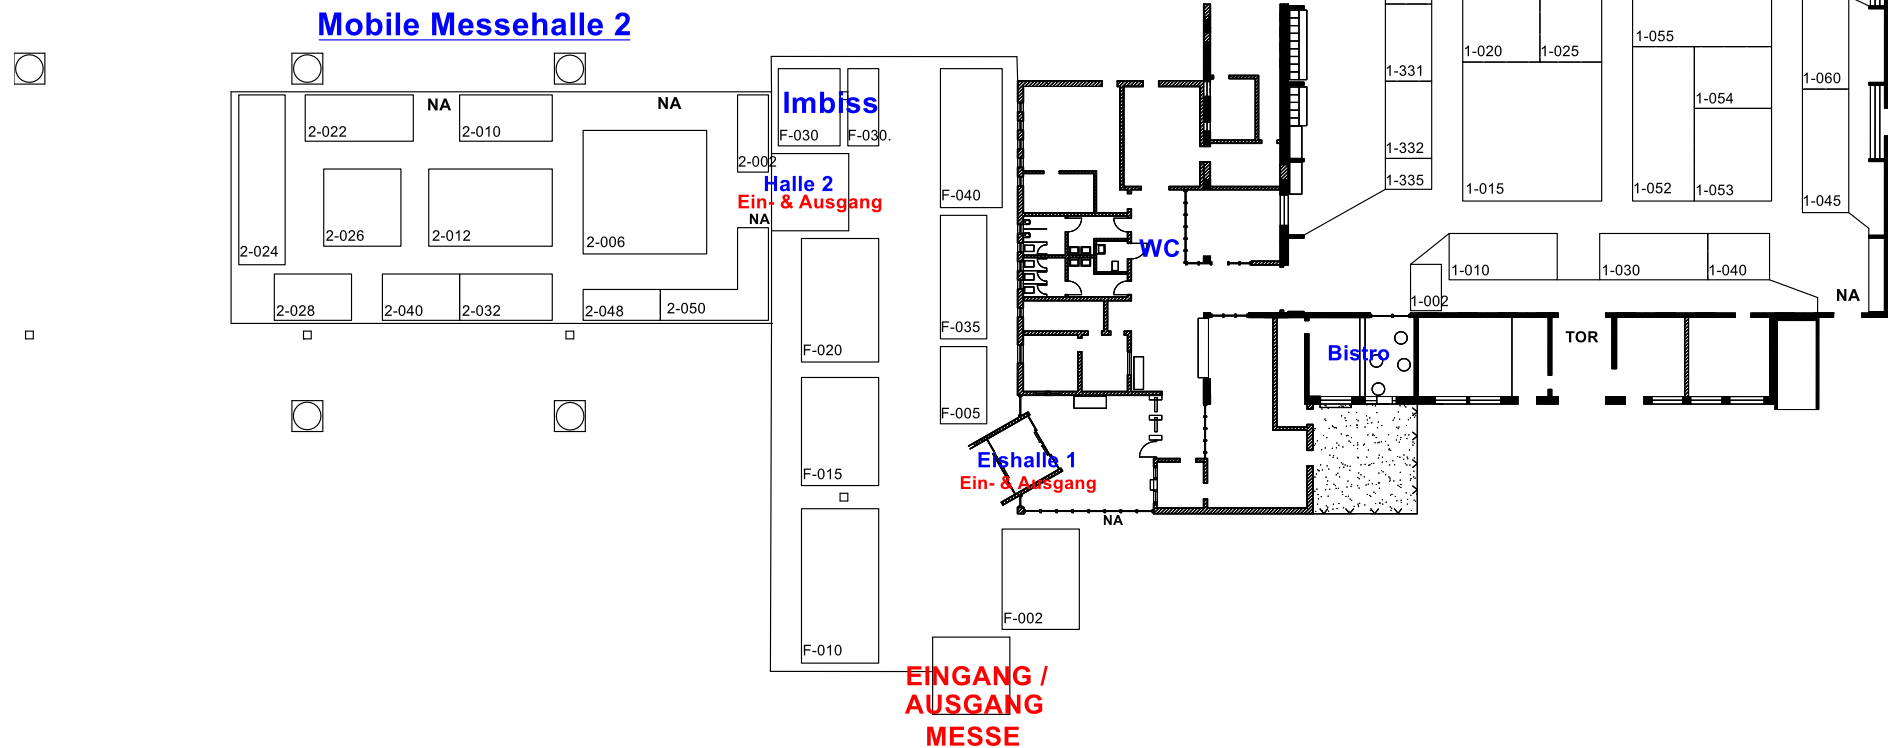 Mobile Messehalle 2
NA
NA
2-022
2-010
2-002
2-024
2-026
2-012
2-006
NA
2-028
2-040
2-032
2-048
2-050
Imbiss
F-030
F-030.
Halle 2
Ein- & Ausgang
F-040
F-020
F-035
F-005
F-015
F-010
F-002
Eishalle 1
Ein- & Ausgang
NA
EINGANG /
AUSGANG
MESSE
WC
Bistro
TOR
NA
1-331
1-332
1-335
1-020
1-025
1-015
1-055
1-054
1-052
1-053
1-060
1-045
1-010
1-030
1-040
1-002